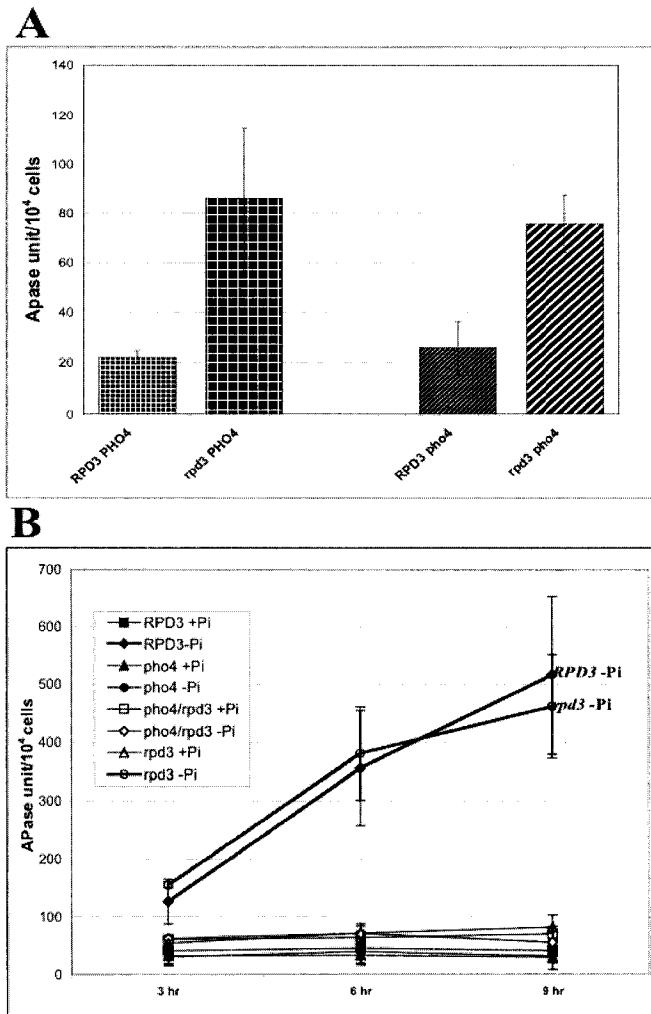 A
Apase unit/10⁴ cells
140
120
100
80
60
40
20
0
RPD3 PHO4
rpd3 PHO4
RPD3 pho4
rpd3 pho4
B
APase unit/10⁴ cells
700
600
500
400
300
200
100
0
RPD3 +Pi
RPD3-Pi
pho4 +Pi
pho4 -Pi
pho4/rpd3 +Pi
pho4/rpd3 -Pi
rpd3 +Pi
rpd3 -Pi
RPD3 -Pi
rpd3 -Pi
3 hr
6 hr
9 hr